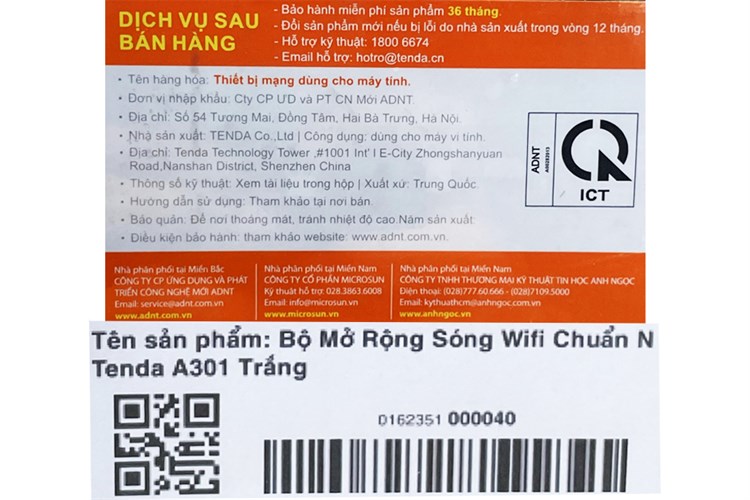 DỊCH VỤ SAU
BÁN HÀNG
- Bảo hành miễn phí sản phẩm 36 tháng.
- Đổi sản phẩm mới nếu bị lỗi do nhà sản xuất trong vòng 12 tháng.
- Hỗ trợ kỹ thuật: 1800 6674
- Email hỗ trợ: hotro@tenda.cn
• Tên hàng hóa: Thiết bị mạng dùng cho máy tính.
• Đơn vị nhập khẩu: Cty CP ƯD và PT CN Mới ADNT.
• Địa chỉ: Số 54 Tương Mai, Đồng Tâm, Hai Bà Trưng, Hà Nội.
• Nhà sản xuất: TENDA Co.,Ltd | Công dụng: dùng cho máy vi tính.
• Địa chỉ: Tenda Technology Tower ,#1001 Int' l E-City Zhongshanyuan
Road,Nanshan District, Shenzhen China
• Thông số kỹ thuật: Xem tài liệu trong hộp | Xuất xứ: Trung Quốc.
• Hướng dẫn sử dụng: Tham khảo tại nơi bán.
• Bảo quản: Để nơi thoáng mát, tránh nhiệt độ cao.Năm sản xuất:
• Điều kiện bảo hành: tham khảo website: www.adnt.com.vn.
ADNT
ICT
Nhà phân phối tại Miền Bắc
CÔNG TY CP ỨNG DỤNG VÀ PHÁT
TRIỂN CÔNG NGHỆ MỚI ADNT
Email: service@adnt.com.vn
www.adnt.com.vn
Nhà phân phối tại Miền Nam
CÔNG TY CỔ PHẦN MICROSUN
Kỹ thuật hỗ trợ: 028.3863.6008
Email: info@microsun.vn
www.microsun.vn
Nhà phân phối tại Miền Nam
CÔNG TY TNHH THƯƠNG MẠI KỸ THUẬT TIN HỌC ANH NGỌC
Điện thoại: (028)777.60.666 - (028)7109.5000
Email: kythuathcm@anhngoc.com.vn
www.anhngoc.vn
Tên sản phẩm: Bộ Mở Rộng Sóng Wifi Chuẩn N
Tenda A301 Trắng
D162351 000040